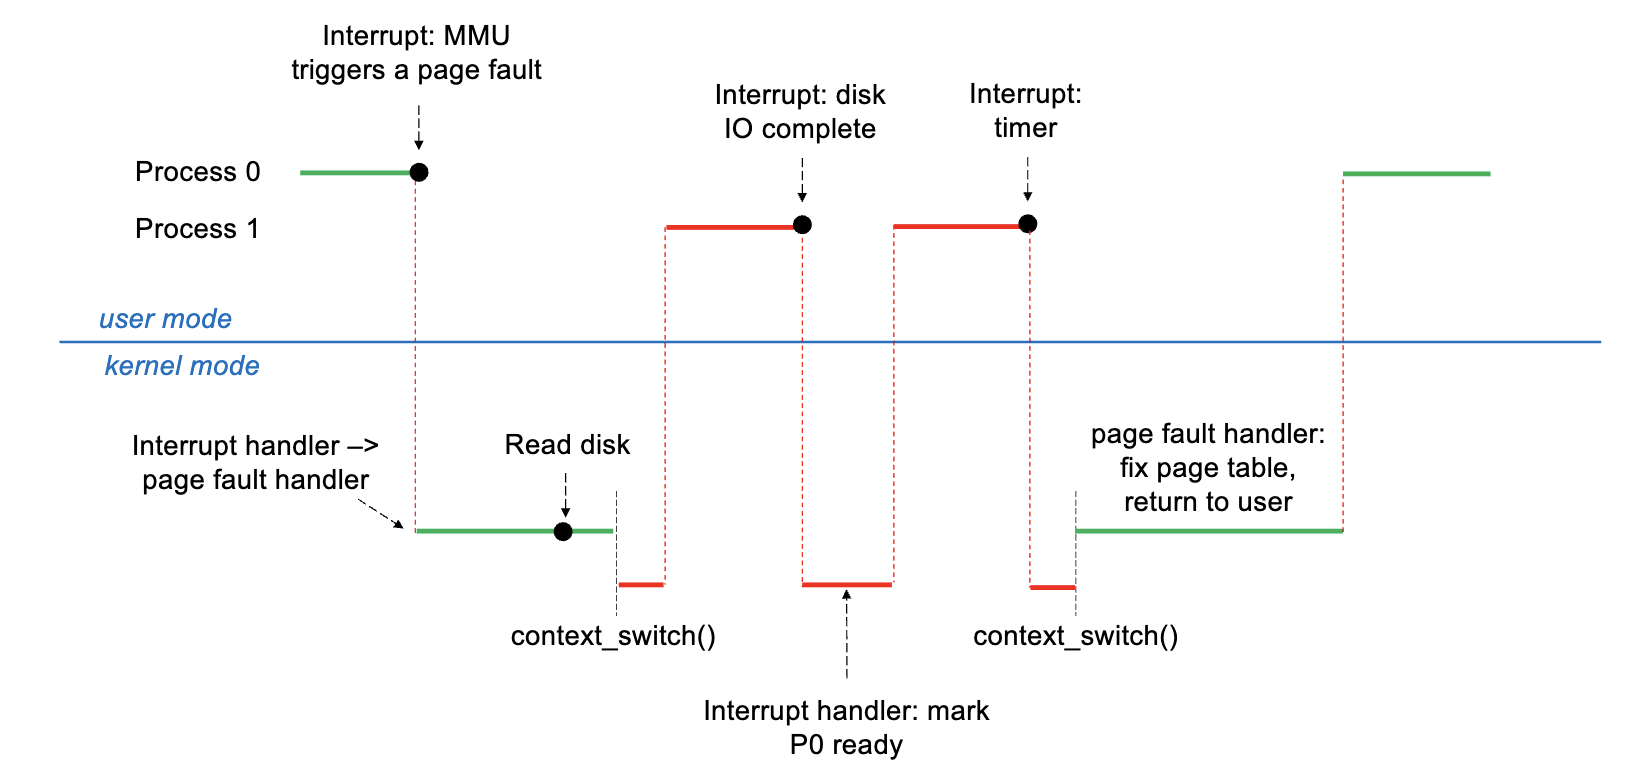 Interrupt: MMU
triggers a page fault
Interrupt: disk
IO complete
Interrupt:
timer
Process 0
Process 1
user mode
kernel mode
Interrupt handler –>
page fault handler
Read disk
page fault handler:
fix page table,
return to user
context_switch()
context_switch()
Interrupt handler: mark
P0 ready